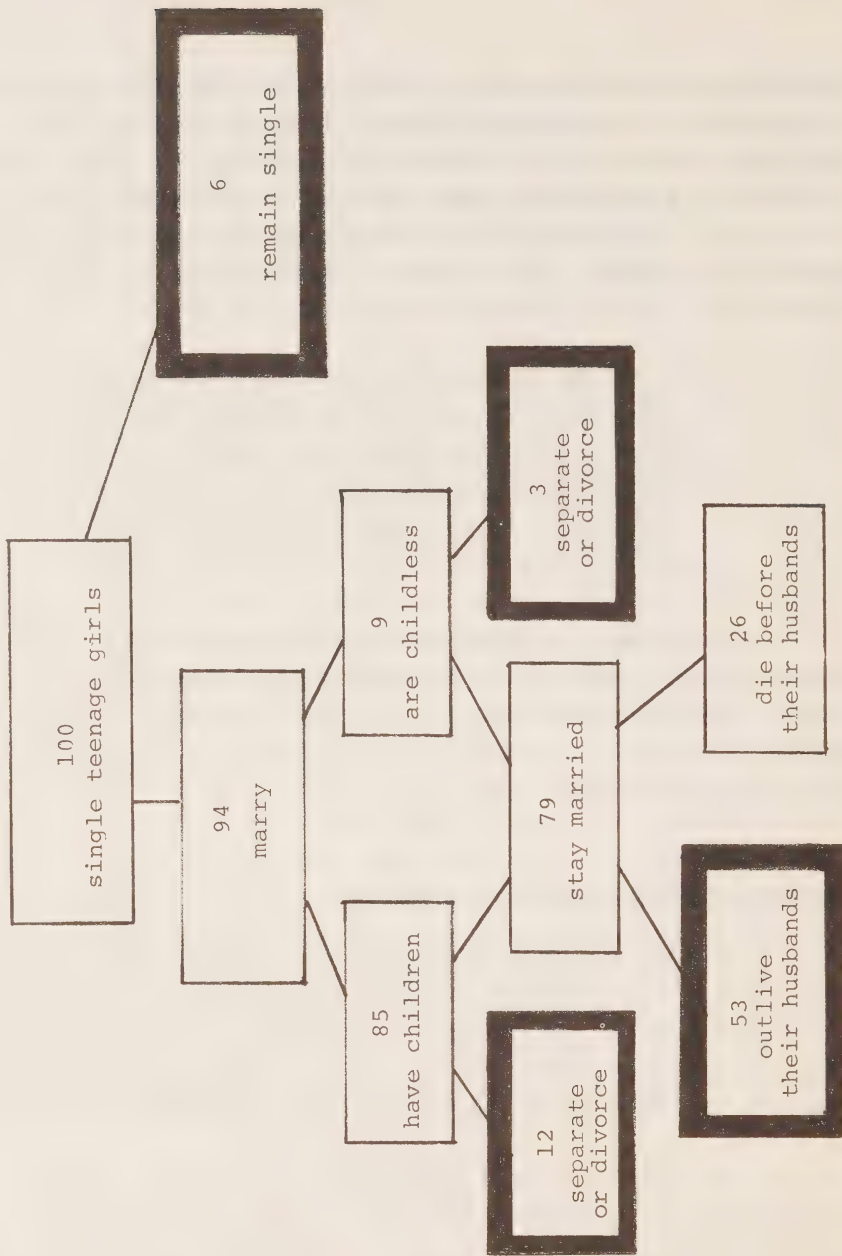 100
single teenage girls
94
marry
6
remain single
85
have children
9
are childless
12
separate
or divorce
79
stay married
3
separate
or divorce
53
outlive
their husbands
26
die before
their husbands